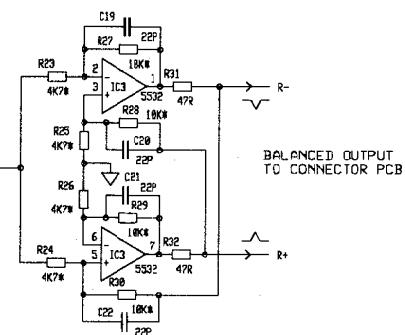 C19
R27
22P
R23
4K7*
18K*
2
3
1
IC3
5532
R31
47R
R-
R28
10K*
R25
4K7*
C20
22P
C21
22P
R26
4K7*
R29
10K*
BALANCED OUTPUT
TO CONNECTOR PCB
R24
4K7*
6
5
7
IC3
5532
R32
47R
R+
R30
10K*
C22
22P